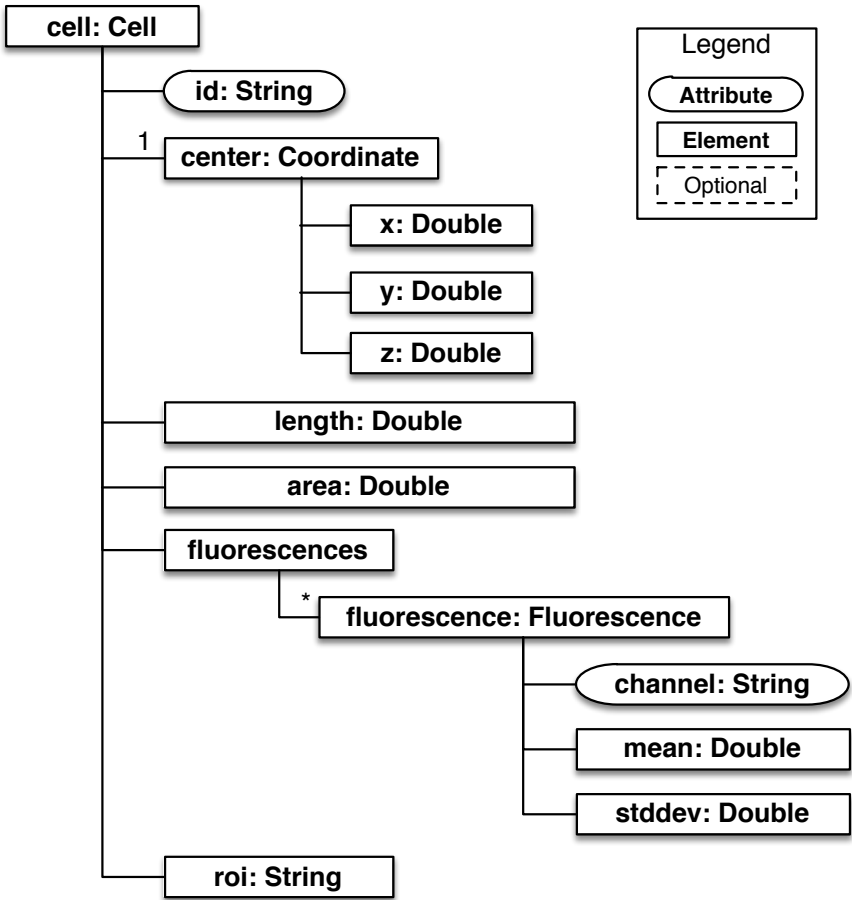 cell: Cell
id: String
1
center: Coordinate
x: Double
y: Double
z: Double
length: Double
area: Double
fluorescences
*
fluorescence: Fluorescence
channel: String
mean: Double
stddev: Double
roi: String
Legend
Attribute
Element
Optional